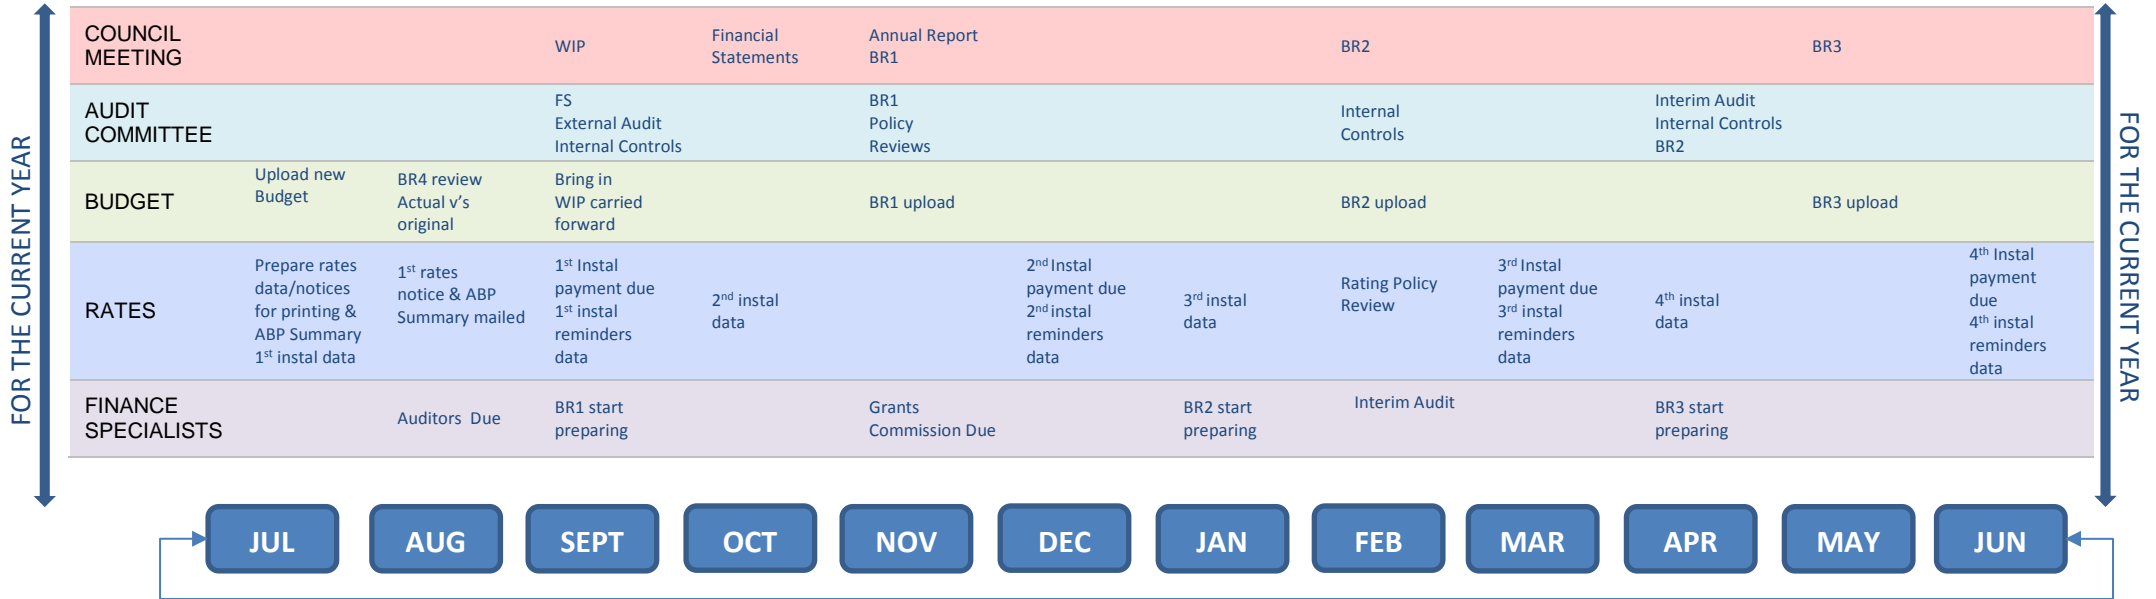 FOR THE CURRENT YEAR
COUNCIL
MEETING
WIP
Financial
Statements
Annual Report
BR1
BR2
BR3
AUDIT
COMMITTEE
FS
External Audit
Internal Controls
BR1
Policy
Reviews
Internal
Controls
Interim Audit
Internal Controls
BR2
BUDGET
Upload new
Budget
BR4 review
Actual v's
original
Bring in
WIP carried
forward
BR1 upload
BR2 upload
BR3 upload
RATES
Prepare rates
data/notices
for printing &
ABP Summary
1st instal data
1st rates
notice & ABP
Summary mailed
1st Instal
payment due
1st instal
reminders
data
2nd instal
data
2nd Instal
payment due
2nd instal
reminders
data
3rd instal
data
Rating Policy
Review
3rd Instal
payment due
3rd instal
reminders
data
4th instal
data
4th Instal
payment
due
4th instal
reminders
data
FINANCE
SPECIALISTS
Auditors Due
BR1 start
preparing
Grants
Commission Due
BR2 start
preparing
Interim Audit
BR3 start
preparing
FOR THE CURRENT YEAR
JUL
AUG
SEPT
OCT
NOV
DEC
JAN
FEB
MAR
APR
MAY
JUN